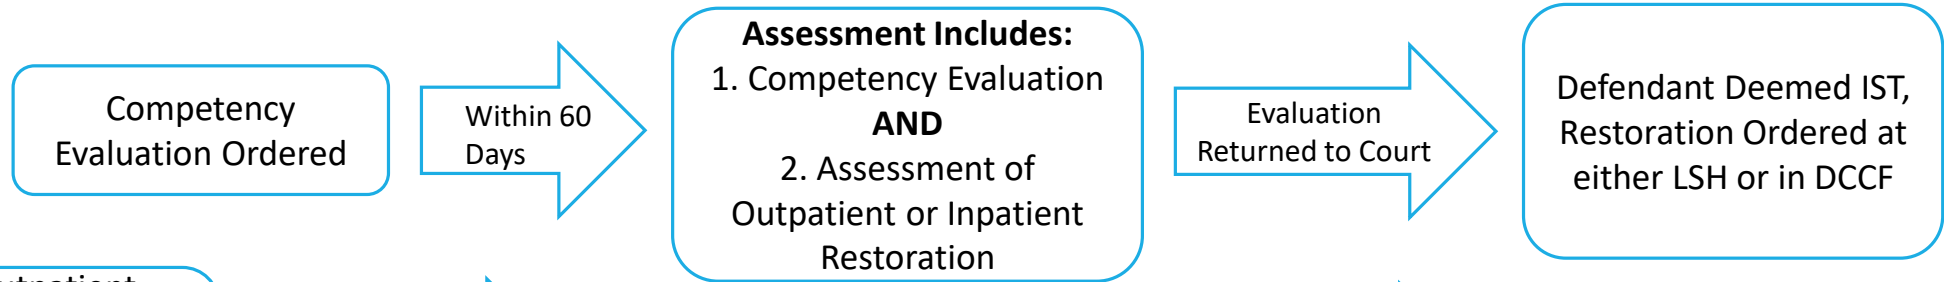 Competency
Evaluation Ordered
Within 60
Days
Assessment Includes:
1. Competency Evaluation
AND
2. Assessment of
Outpatient or Inpatient
Restoration
Evaluation
Returned to Court
Defendant Deemed IST,
Restoration Ordered at
either LSH or in DCCF